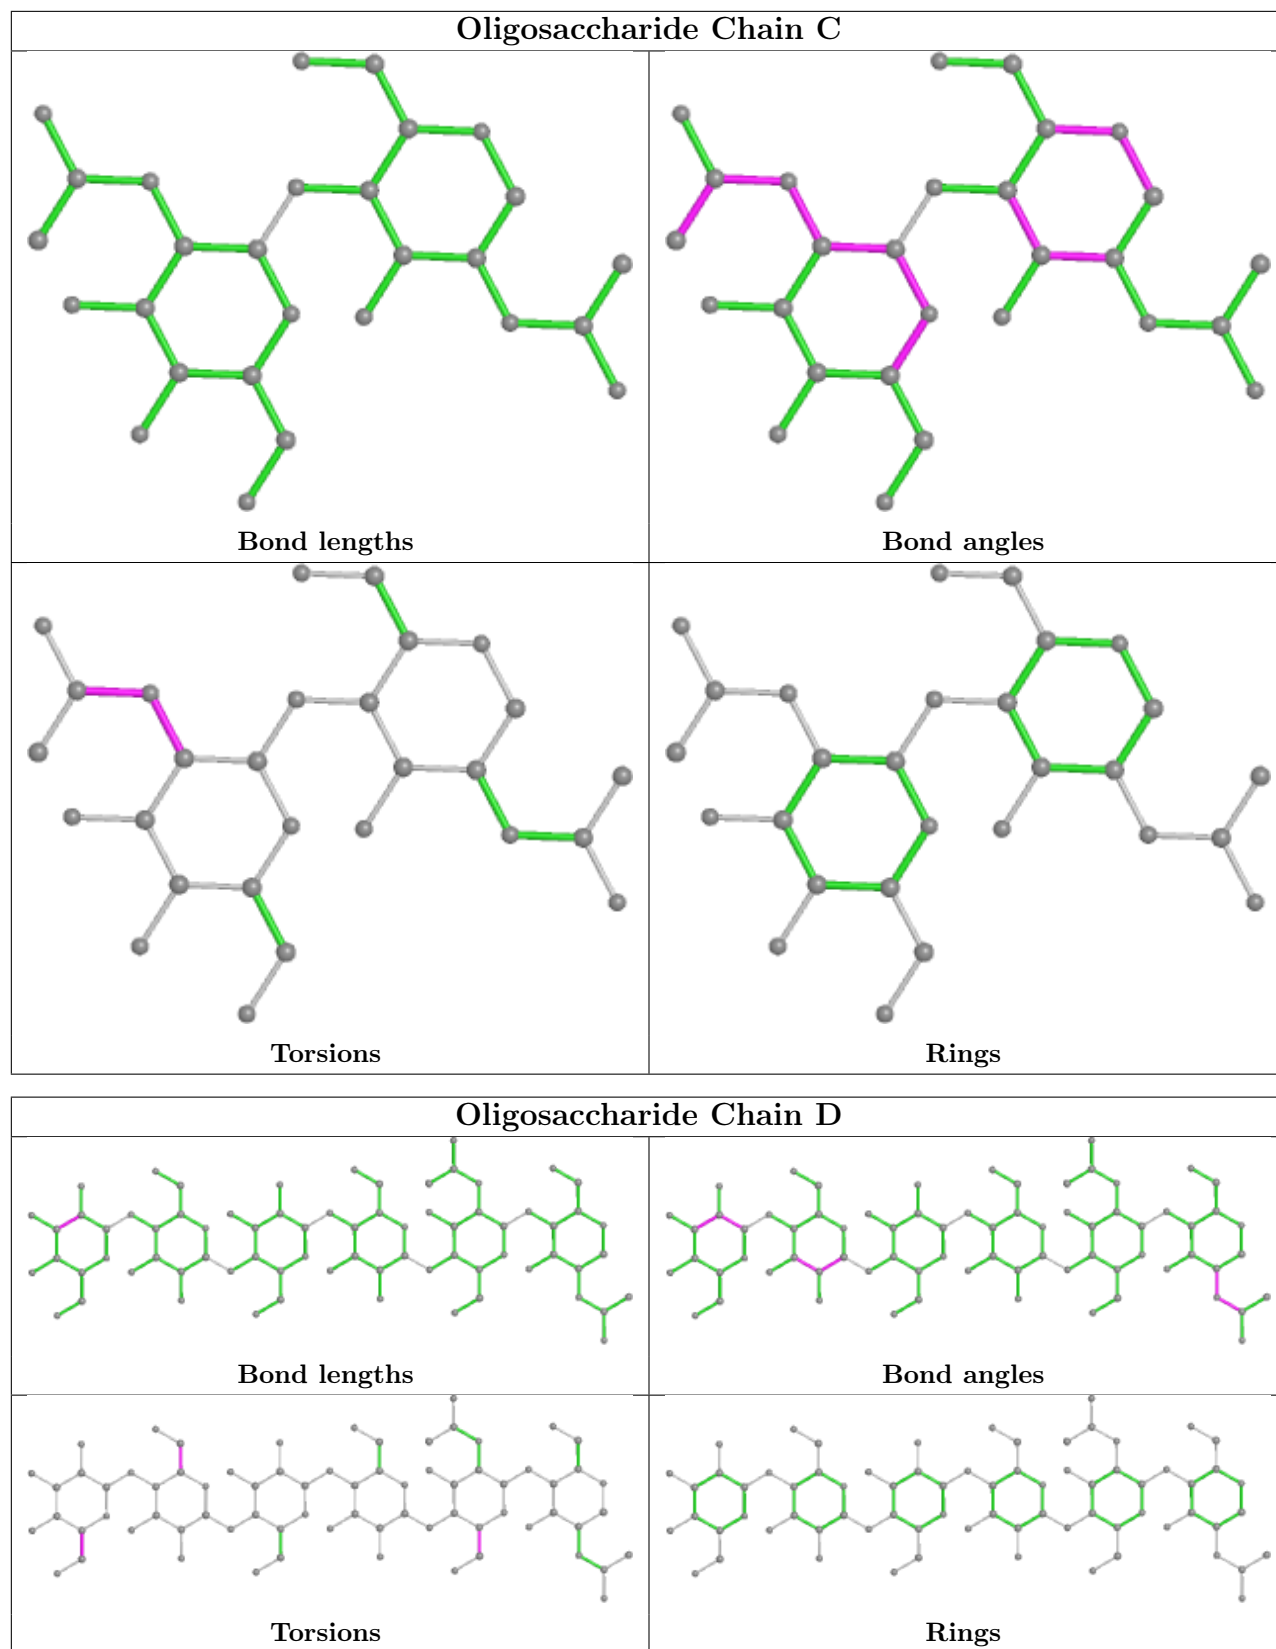 Oligosaccharide Chain C
Bond lengths
Bond angles
Torsions
Rings
Oligosaccharide Chain D
Bond lengths
Bond angles
Torsions
Rings